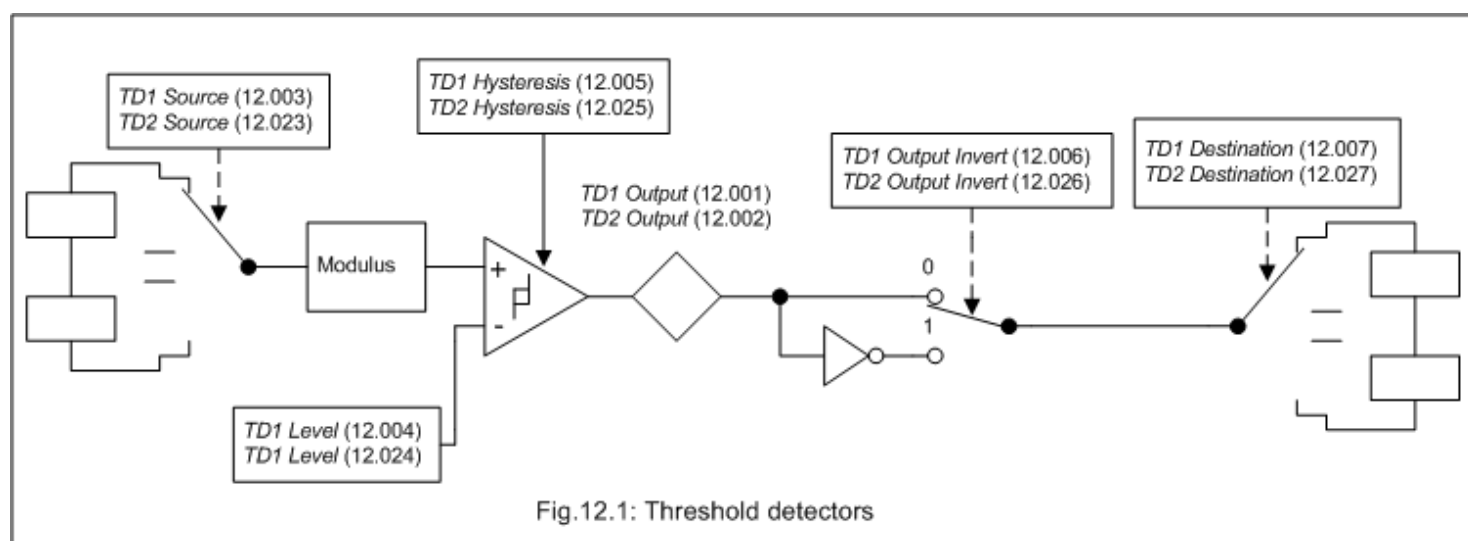 TD1 Source (12.003)
TD2 Source (12.023)
TD1 Hysteresis (12.005)
TD2 Hysteresis (12.025)
TD1 Output (12.001)
TD2 Output (12.002)
TD1 Output Invert (12.006)
TD2 Output Invert (12.026)
TD1 Destination (12.007)
TD2 Destination (12.027)
Modulus
+
-
0
1
TD1 Level (12.004)
TD1 Level (12.024)
Fig.12.1: Threshold detectors